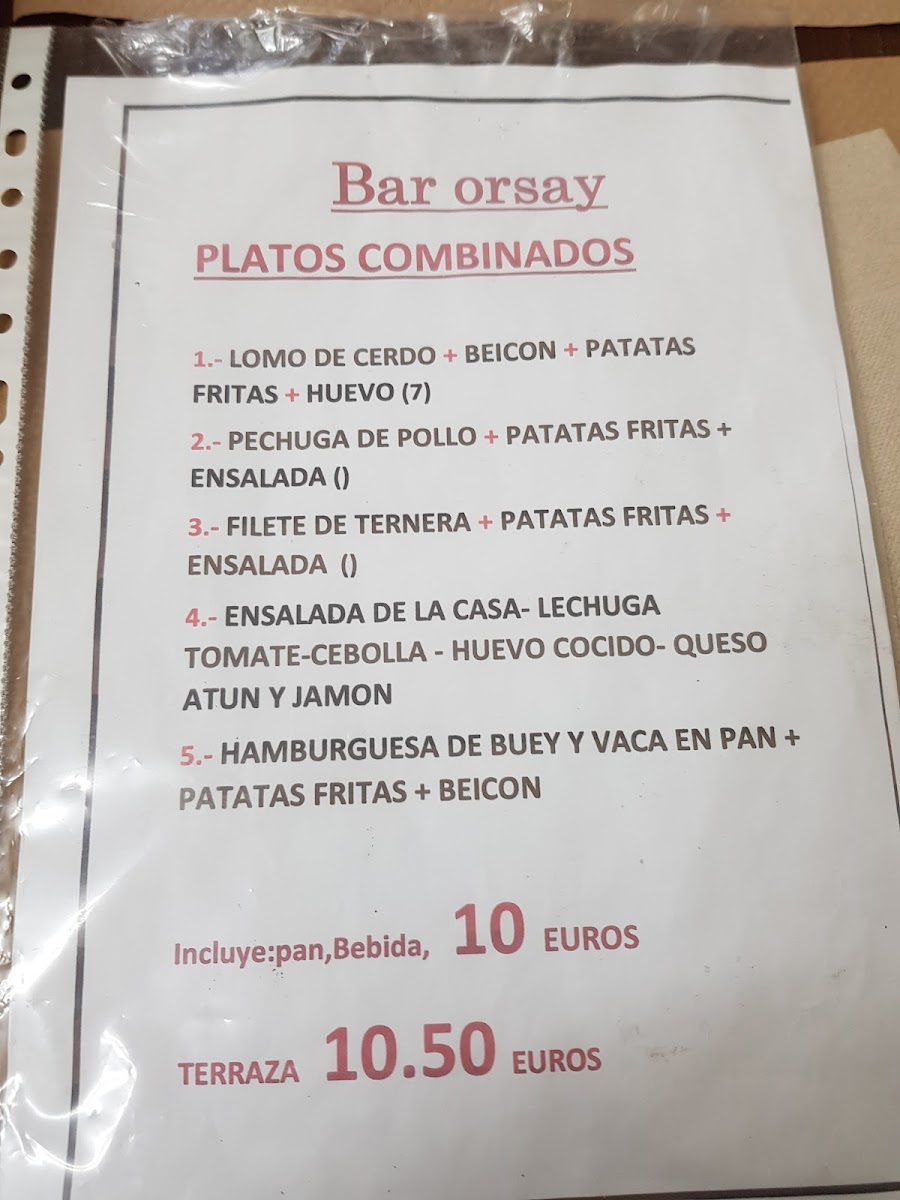 Bar orsay
PLATOS COMBINADOS
1.- LOMO DE CERDO + BEICON + PATATAS
FRITAS + HUEVO (7)
2.- PECHUGA DE POLLO + PATATAS FRITAS +
ENSALADA ()
3.- FILETE DE TERNERA + PATATAS FRITAS +
ENSALADA ()
4.- ENSALADA DE LA CASA- LECHUGA
TOMATE-CEBOLLA - HUEVO COCIDO- QUESO
ATUN Y JAMON
5.- HAMBURGUESA DE BUEY Y VACA EN PAN +
PATATAS FRITAS + BEICON
Incluye:pan,Bebida, 10 EUROS
TERRAZA 10.50 EUROS